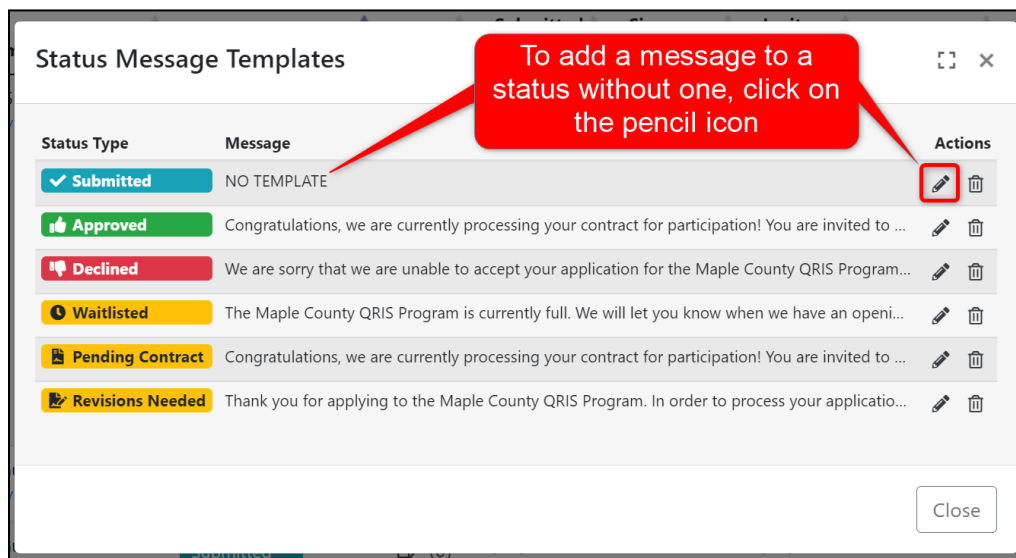 Status Message Templates
To add a message to a
status without one, click on
the pencil icon
Status Type Message Actions
Submitted NO TEMPLATE
Approved Congratulations, we are currently processing your contract for participation! You are invited to ...
Declined We are sorry that we are unable to accept your application for the Maple County QRIS Program...
Waitlisted The Maple County QRIS Program is currently full. We will let you know when we have an openi...
Pending Contract Congratulations, we are currently processing your contract for participation! You are invited to ...
Revisions Needed Thank you for applying to the Maple County QRIS Program. In order to process your applicatio...
Close